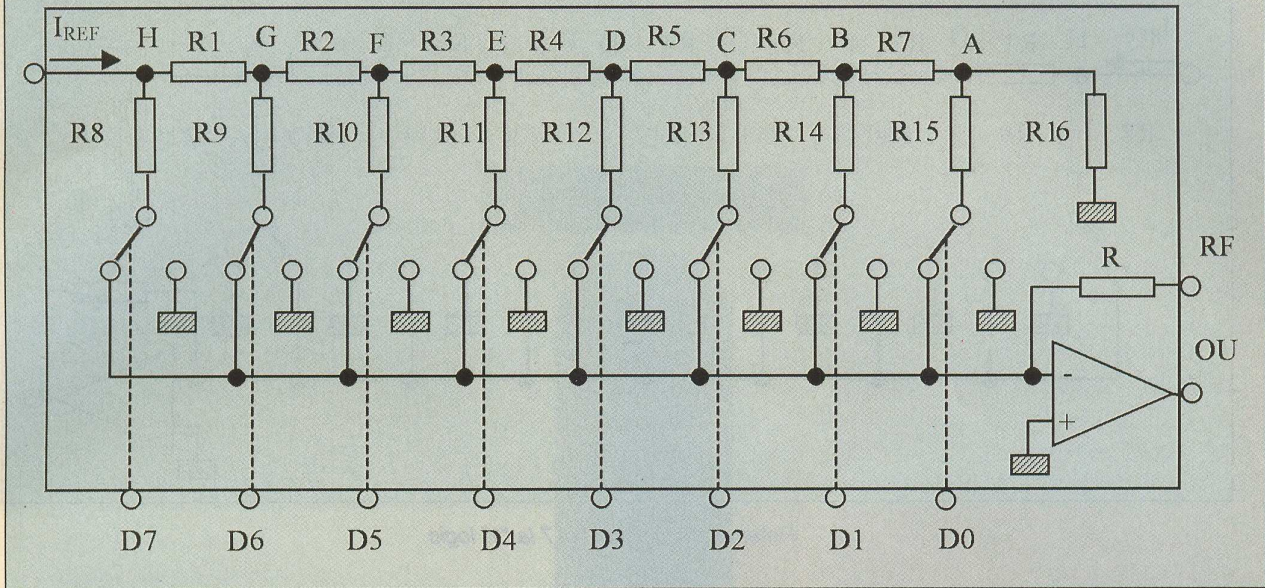 I_REF H R1 G R2 F R3 E R4 D R5 C R6 B R7 A
R8 R9 R10 R11 R12 R13 R14 R15 R16
RF
R
OU
-
+
D7 D6 D5 D4 D3 D2 D1 D0